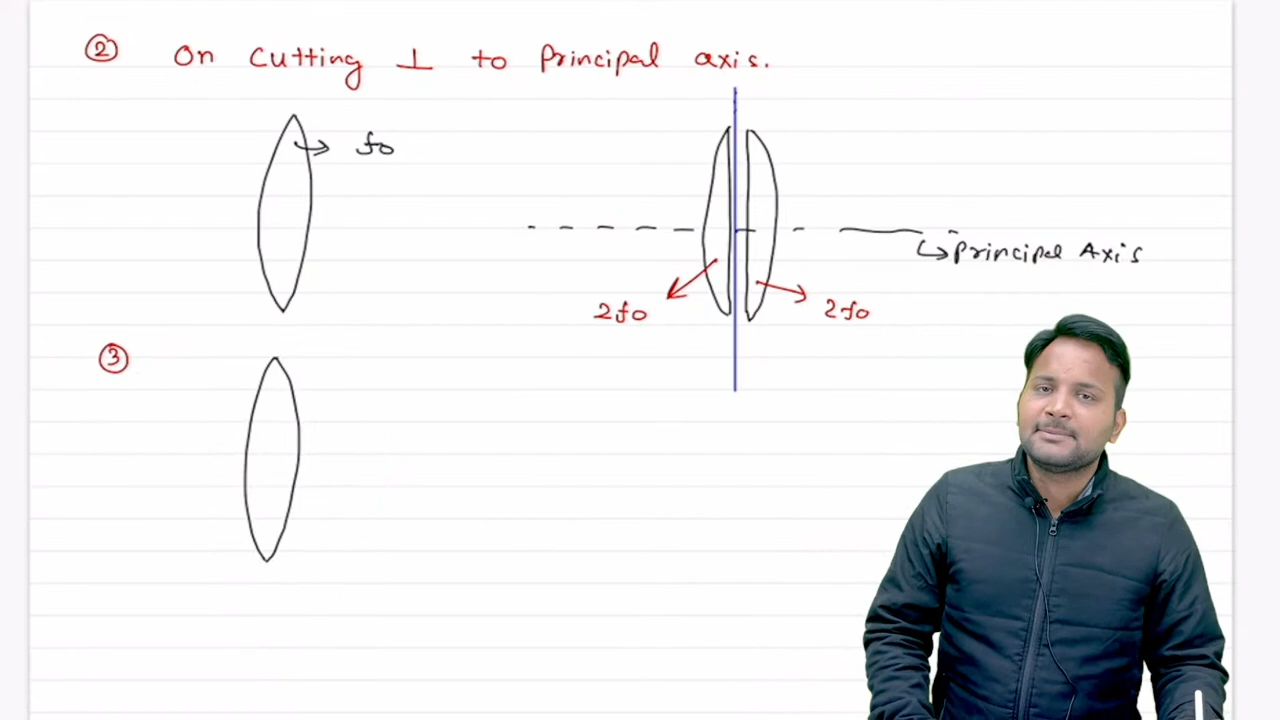 ② On Cutting ⊥ to Principal axis.
fo
Principal Axis
2fo
2fo
③